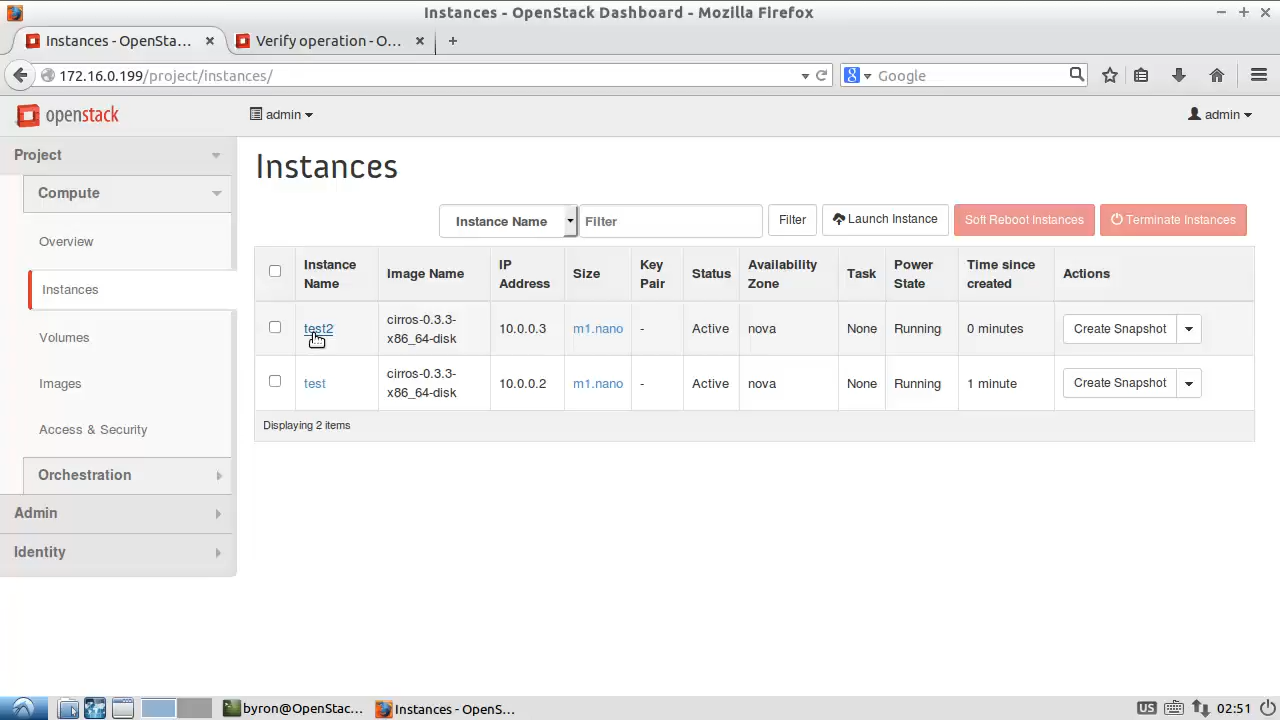 Instances - OpenStack Dashboard - Mozilla Firefox
Instances - OpenSta...
Verify operation - O...
172.16.0.199/project/instances/
Google
openstack
admin
admin
Project
Compute
Overview
Instances
Volumes
Images
Access & Security
Orchestration
Admin
Identity
Instances
Instance Name
Filter
Filter
Launch Instance
Soft Reboot Instances
Terminate Instances
Instance Name
Image Name
IP Address
Size
Key Pair
Status
Availability Zone
Task
Power State
Time since created
Actions
test2
cirros-0.3.3-
x86_64-disk
10.0.0.3
m1.nano
-
Active
nova
None
Running
0 minutes
Create Snapshot
test
cirros-0.3.3-
x86_64-disk
10.0.0.2
m1.nano
-
Active
nova
None
Running
1 minute
Create Snapshot
Displaying 2 items
byron@OpenStac...
Instances - OpenS...
US
02:51